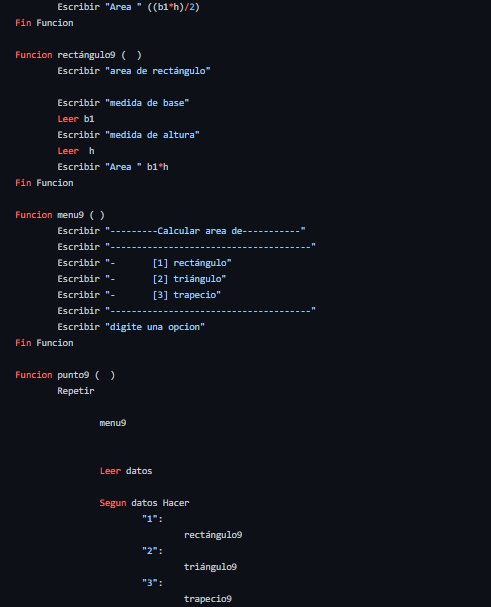 Escribir "Area " ((b1*h)/2)
Fin Funcion
Funcion rectángulo9 (  )
Escribir "area de rectángulo"
Escribir "medida de base"
Leer b1
Escribir "medida de altura"
Leer  h
Escribir "Area " b1*h
Fin Funcion
Funcion menu9 ( )
Escribir "---------Calcular area de-----------"
Escribir "--------------------------------------"
Escribir "-       [1] rectángulo"
Escribir "-       [2] triángulo"
Escribir "-       [3] trapecio"
Escribir "--------------------------------------"
Escribir "digite una opcion"
Fin Funcion
Funcion punto9 (  )
Repetir
menu9
Leer datos
Segun datos Hacer
"1":
rectángulo9
"2":
triángulo9
"3":
trapecio9